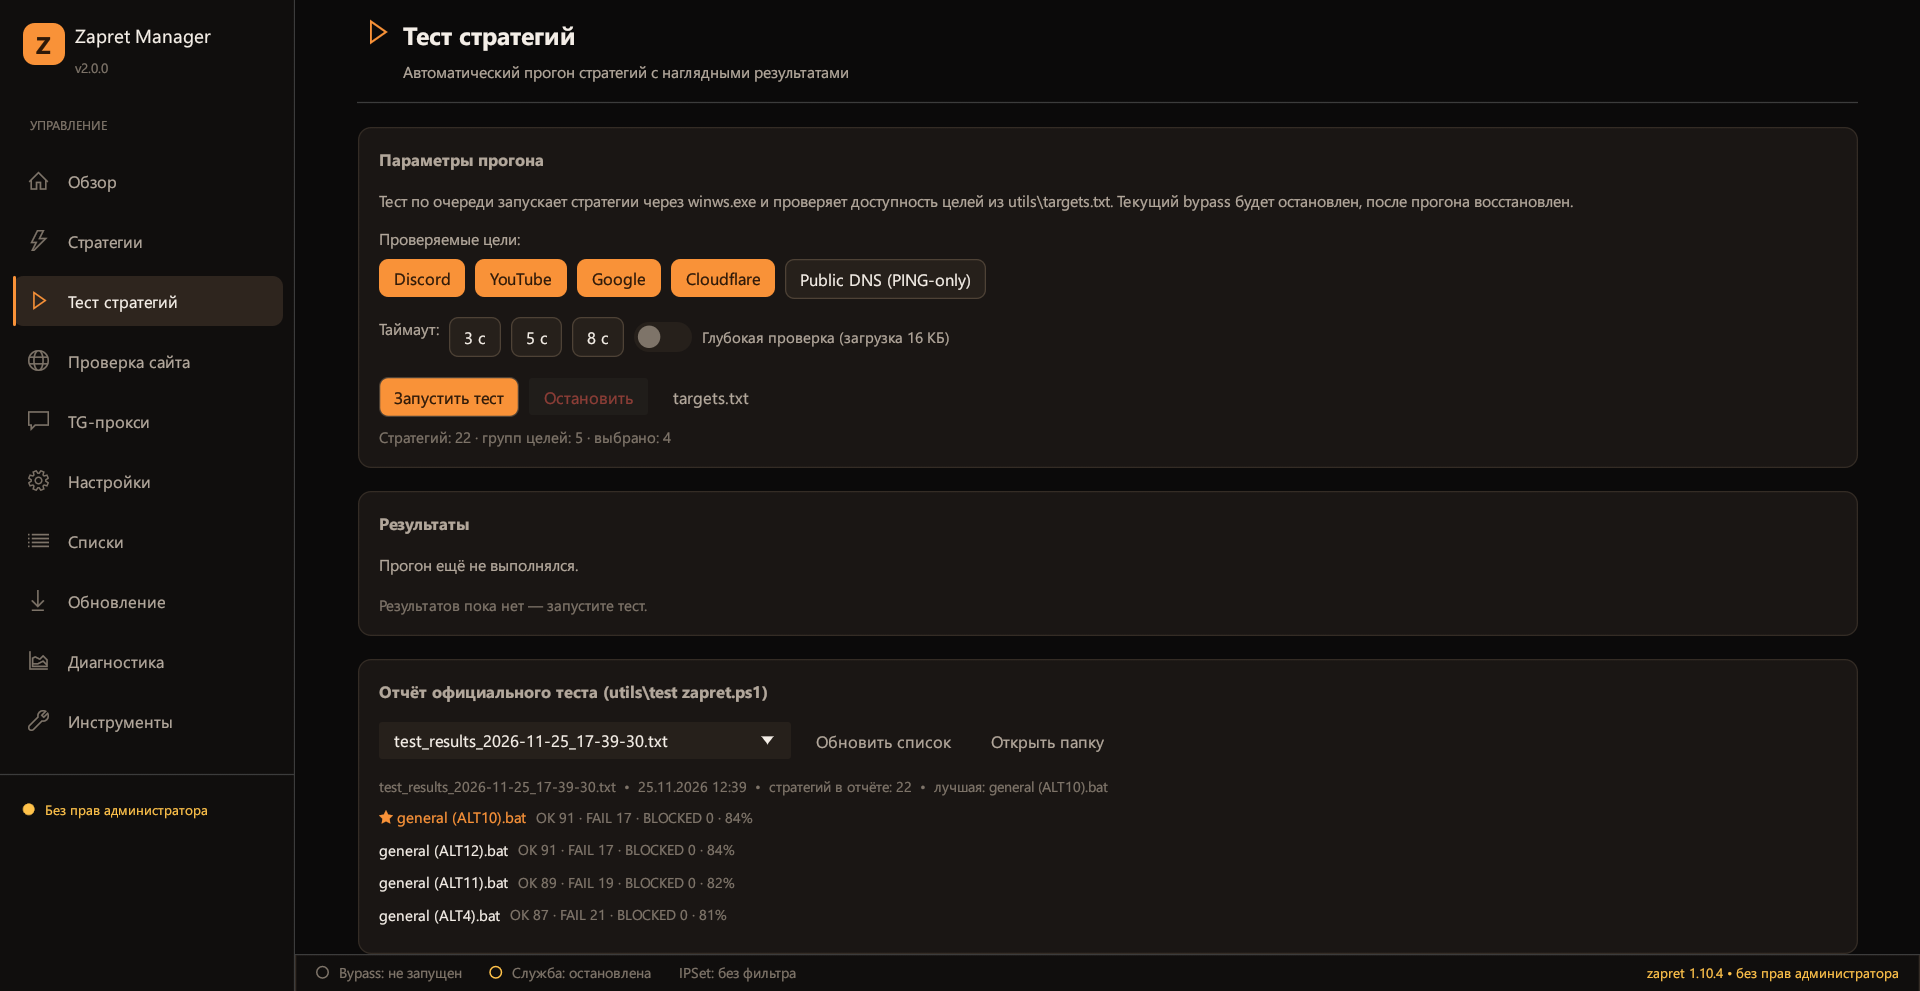 Z
Zapret Manager
v2.0.0
УПРАВЛЕНИЕ
Обзор
Стратегии
Тест стратегий
Проверка сайта
TG-прокси
Настройки
Списки
Обновление
Диагностика
Инструменты
Без прав администратора
Тест стратегий
Автоматический прогон стратегий с наглядными результатами
Параметры прогона
Тест по очереди запускает стратегии через winws.exe и проверяет доступность целей из utils\targets.txt. Текущий bypass будет остановлен, после прогона восстановлен.
Проверяемые цели:
Discord YouTube Google Cloudflare Public DNS (PING-only)
Таймаут: 3 с 5 с 8 с Глубокая проверка (загрузка 16 КБ)
Запустить тест Остановить targets.txt
Стратегий: 22 · групп целей: 5 · выбрано: 4
Результаты
Прогон ещё не выполнялся.
Результатов пока нет — запустите тест.
Отчёт официального теста (utils\test zapret.ps1)
test_results_2026-11-25_17-39-30.txt Обновить список Открыть папку
test_results_2026-11-25_17-39-30.txt • 25.11.2026 12:39 • стратегий в отчёте: 22 • лучшая: general (ALT10).bat
★ general (ALT10).bat OK 91 · FAIL 17 · BLOCKED 0 · 84%
general (ALT12).bat OK 91 · FAIL 17 · BLOCKED 0 · 84%
general (ALT11).bat OK 89 · FAIL 19 · BLOCKED 0 · 82%
general (ALT4).bat OK 87 · FAIL 21 · BLOCKED 0 · 81%
Bypass: не запущен Служба: остановлена IPSet: без фильтра zapret 1.10.4 • без прав администратора